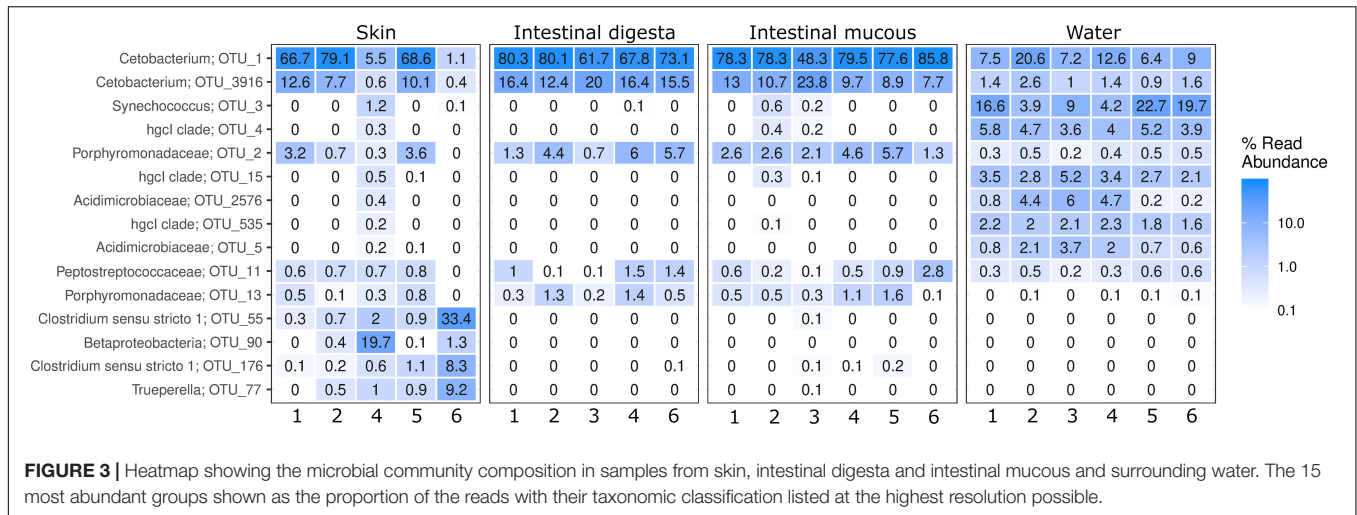 Skin Intestinal digesta Intestinal mucous Water
Cetobacterium; OTU_1 66.7 79.1 5.5 68.6 1.1 80.3 80.1 61.7 67.8 73.1 78.3 78.3 48.3 79.5 77.6 85.8 7.5 20.6 7.2 12.6 6.4 9
Cetobacterium; OTU_3916 12.6 7.7 0.6 10.1 0.4 16.4 12.4 20 16.4 15.5 13 10.7 23.8 9.7 8.9 7.7 1.4 2.6 1 1.4 0.9 1.6
Synechococcus; OTU_3 0 0 1.2 0 0.1 0 0 0 0.1 0 0 0.6 0.2 0 0 0 16.6 3.9 9 4.2 22.7 19.7
hgcI clade; OTU_4 0 0 0.3 0 0 0 0 0 0 0 0 0.4 0.2 0 0 0 5.8 4.7 3.6 4 5.2 3.9
Porphyromonadaceae; OTU_2 3.2 0.7 0.3 3.6 0 1.3 4.4 0.7 6 5.7 2.6 2.6 2.1 4.6 5.7 1.3 0.3 0.5 0.2 0.4 0.5 0.5
hgcI clade; OTU_15 0 0 0.5 0.1 0 0 0 0 0 0 0 0.3 0.1 0 0 0 3.5 2.8 5.2 3.4 2.7 2.1
Acidimicrobiaceae; OTU_2576 0 0 0.4 0 0 0 0 0 0 0 0 0 0 0 0 0 0.8 4.4 6 4.7 0.2 0.2
hgcI clade; OTU_535 0 0 0.2 0 0 0 0 0 0 0 0 0.1 0 0 0 0 2.2 2 2.1 2.3 1.8 1.6
Acidimicrobiaceae; OTU_5 0 0 0.2 0.1 0 0 0 0 0 0 0 0 0 0 0 0 0.8 2.1 3.7 2 0.7 0.6
Peptostreptococcaceae; OTU_11 0.6 0.7 0.7 0.8 0 1 0.1 0.1 1.5 1.4 0.6 0.2 0.1 0.5 0.9 2.8 0.3 0.5 0.2 0.3 0.6 0.6
Porphyromonadaceae; OTU_13 0.5 0.1 0.3 0.8 0 0.3 1.3 0.2 1.4 0.5 0.5 0.5 0.3 1.1 1.6 0.1 0 0.1 0 0.1 0.1 0.1
Clostridium sensu stricto 1; OTU_55 0.3 0.7 2 0.9 33.4 0 0 0 0 0 0 0 0.1 0 0 0 0 0 0 0 0 0
Betaproteobacteria; OTU_90 0 0.4 19.7 0.1 1.3 0 0 0 0 0 0 0 0 0 0 0 0 0 0 0 0 0
Clostridium sensu stricto 1; OTU_176 0.1 0.2 0.6 1.1 8.3 0 0 0 0 0.1 0 0 0.1 0.1 0.2 0 0 0 0 0 0 0
Trueperella; OTU_77 0 0.5 1 0.9 9.2 0 0 0 0 0 0 0 0.1 0 0 0 0 0 0 0 0 0
1 2 4 5 6 1 2 3 4 6 1 2 3 4 5 6 1 2 3 4 5 6
% Read
Abundance
10.0
1.0
0.1
FIGURE 3 | Heatmap showing the microbial community composition in samples from skin, intestinal digesta and intestinal mucous and surrounding water. The 15
most abundant groups shown as the proportion of the reads with their taxonomic classification listed at the highest resolution possible.